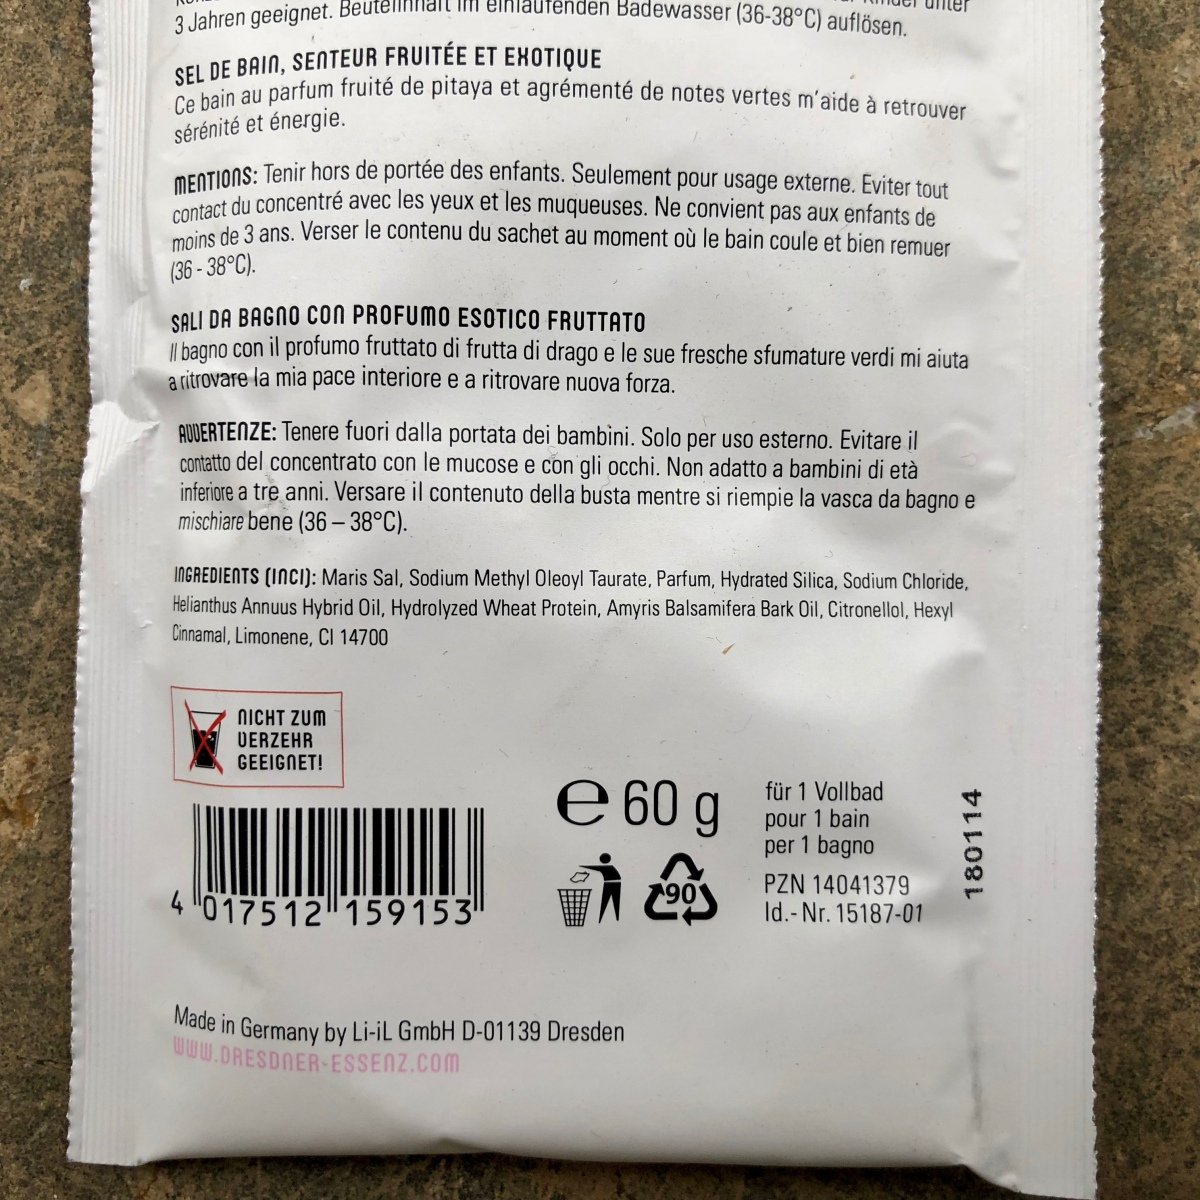 Kinder unter
3 Jahren geeignet. Beutelinhalt im einlaufenden Badewasser (36-38°C) auflösen.
SEL DE BAIN, SENTEUR FRUITÉE ET EXOTIQUE
Ce bain au parfum fruité de pitaya et agrémenté de notes vertes m'aide à retrouver
sérénité et énergie.
MENTIONS: Tenir hors de portée des enfants. Seulement pour usage externe. Eviter tout
contact du concentré avec les yeux et les muqueuses. Ne convient pas aux enfants de
moins de 3 ans. Verser le contenu du sachet au moment où le bain coule et bien remuer
(36 - 38°C).
SALI DA BAGNO CON PROFUMO ESOTICO FRUTTATO
Il bagno con il profumo fruttato di frutta di drago e le sue fresche sfumature verdi mi aiuta
a ritrovare la mia pace interiore e a ritrovare nuova forza.
AVVERTENZE: Tenere fuori dalla portata dei bambini. Solo per uso esterno. Evitare il
contatto del concentrato con le mucose e con gli occhi. Non adatto a bambini di età
inferiore a tre anni. Versare il contenuto della busta mentre si riempie la vasca da bagno e
mischiare bene (36 – 38°C).
INGREDIENTS (INCI): Maris Sal, Sodium Methyl Oleoyl Taurate, Parfum, Hydrated Silica, Sodium Chloride,
Helianthus Annuus Hybrid Oil, Hydrolyzed Wheat Protein, Amyris Balsamifera Bark Oil, Citronellol, Hexyl
Cinnamal, Limonene, CI 14700
NICHT ZUM
VERZEHR
GEEIGNET!
4 017512 159153
e 60 g
90
für 1 Vollbad
pour 1 bain
per 1 bagno
PZN 14041379
Id.-Nr. 15187-01
180114
Made in Germany by Li-iL GmbH D-01139 Dresden
WWW.DRESDNER-ESSENZ.COM